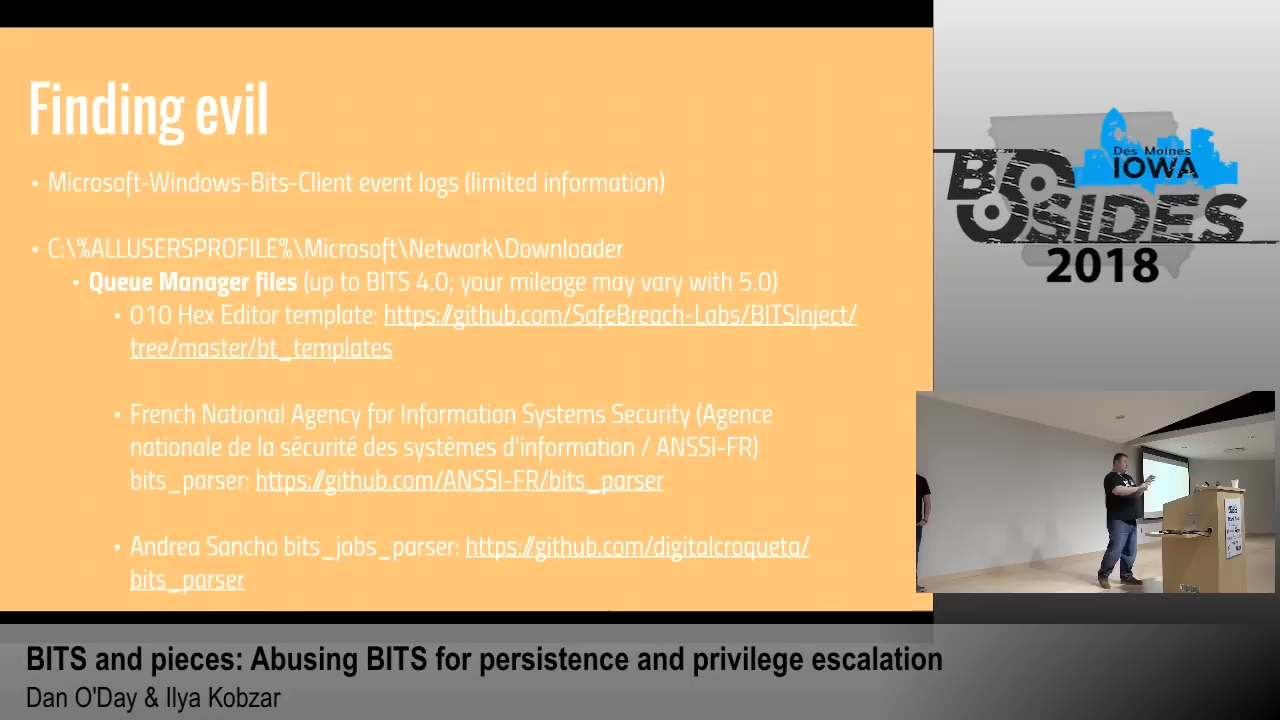 Finding evil
• Microsoft-Windows-Bits-Client event logs (limited information)
• C:\%ALLUSERSPROFILE%\Microsoft\Network\Downloader
• Queue Manager files (up to BITS 4.0; your mileage may vary with 5.0)
• 010 Hex Editor template: https://github.com/SafeBreach-Labs/BITSInject/
tree/master/bt_templates
• French National Agency for Information Systems Security (Agence
nationale de la sécurité des systèmes d'information / ANSSI-FR)
bits_parser: https://github.com/ANSSI-FR/bits_parser
• Andrea Sancho bits_jobs_parser: https://github.com/digitalcroqueta/
bits_parser
Des Moines
IOWA
BSIDES
2018
BITS and pieces: Abusing BITS for persistence and privilege escalation
Dan O'Day & Ilya Kobzar